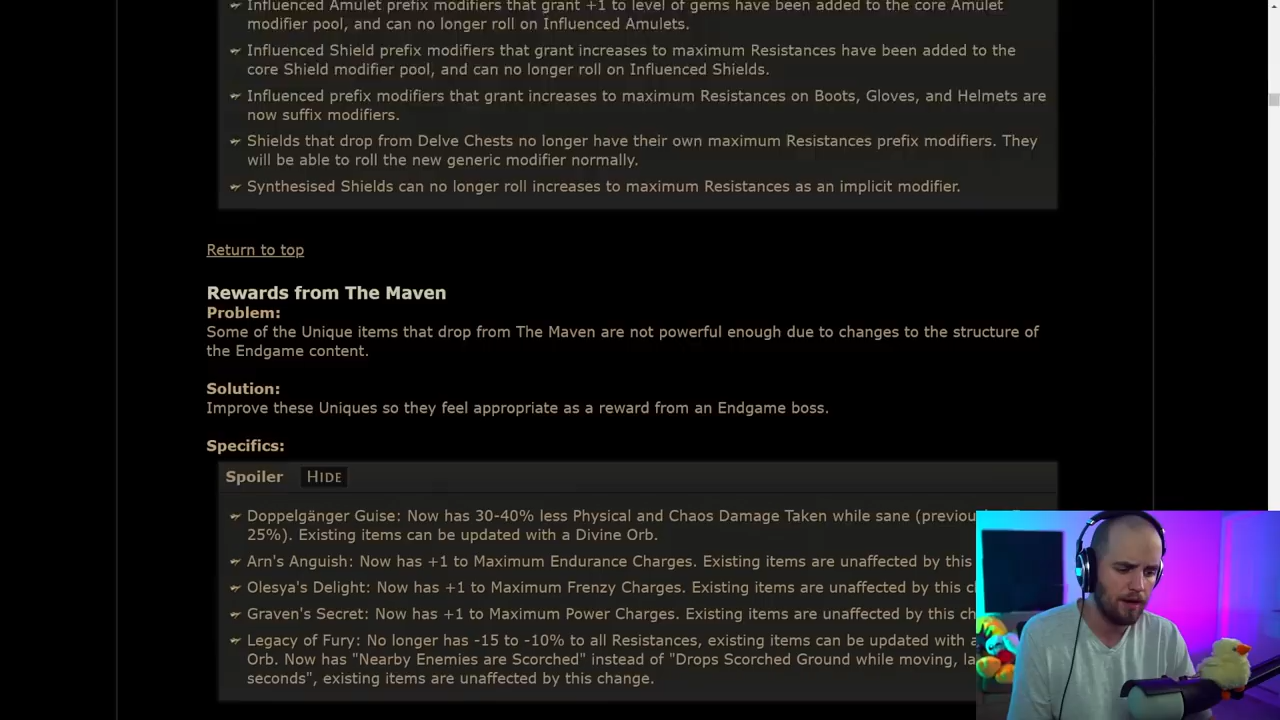 Influenced Amulet prefix modifiers that grant +1 to level of gems have been added to the core Amulet
modifier pool, and can no longer roll on Influenced Amulets.
Influenced Shield prefix modifiers that grant increases to maximum Resistances have been added to the
core Shield modifier pool, and can no longer roll on Influenced Shields.
Influenced prefix modifiers that grant increases to maximum Resistances on Boots, Gloves, and Helmets are
now suffix modifiers.
Shields that drop from Delve Chests no longer have their own maximum Resistances prefix modifiers. They
will be able to roll the new generic modifier normally.
Synthesised Shields can no longer roll increases to maximum Resistances as an implicit modifier.
Return to top
Rewards from The Maven
Problem:
Some of the Unique items that drop from The Maven are not powerful enough due to changes to the structure of
the Endgame content.
Solution:
Improve these Uniques so they feel appropriate as a reward from an Endgame boss.
Specifics:
Spoiler HIDE
Doppelgänger Guise: Now has 30-40% less Physical and Chaos Damage Taken while sane
25%). Existing items can be updated with a Divine Orb.
Arn's Anguish: Now has +1 to Maximum Endurance Charges. Existing items are unaffected by this
Olesya's Delight: Now has +1 to Maximum Frenzy Charges. Existing items are unaffected by this
Graven's Secret: Now has +1 to Maximum Power Charges. Existing items are unaffected by this
Legacy of Fury: No longer has -15 to -10% to all Resistances, existing items can be updated with
Orb. Now has "Nearby Enemies are Scorched" instead of "Drops Scorched Ground while moving,
seconds", existing items are unaffected by this change.